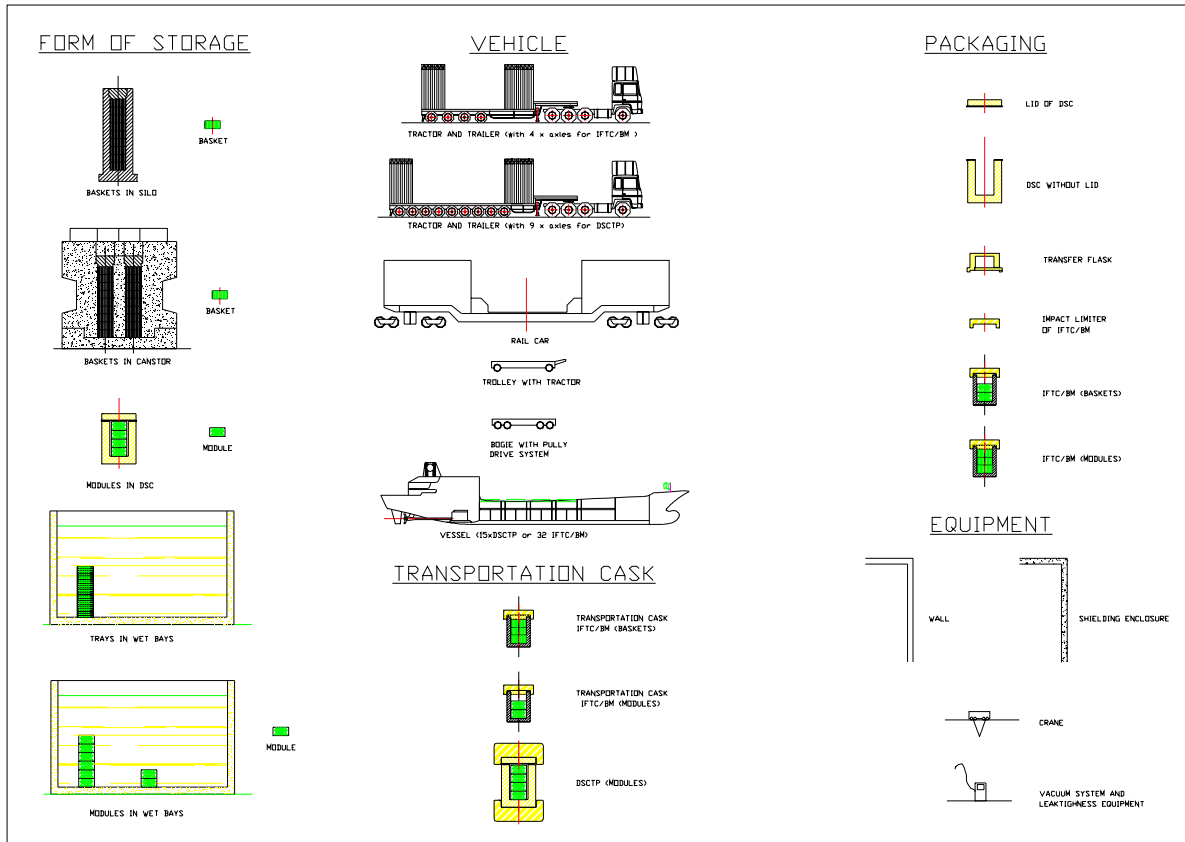 FORM OF STORAGE
BASKET
BASKETS IN SILO
BASKET
BASKETS IN CANSTOR
MODULE
MODULES IN DSC
TRAYS IN WET BAYS
MODULE
MODULES IN WET BAYS
VEHICLE
TRACTOR AND TRAILER (With 4 x axles for IFTC/BM )
TRACTOR AND TRAILER (With 9 x axles for DSCTP)
RAIL CAR
TROLLEY WITH TRACTOR
BOGIE WITH PULLY
DRIVE SYSTEM
VESSEL (15xDSCTP or 32 IFTC/BM)
TRANSPORTATION CASK
TRANSPORTATION CASK
IFTC/BM (BASKETS)
TRANSPORTATION CASK
IFTC/BM (MODULES)
DSCTP (MODULES)
PACKAGING
LID OF DSC
DSC WITHOUT LID
TRANSFER FLASK
IMPACT LIMITER
OF IFTC/BM
IFTC/BM (BASKETS)
IFTC/BM (MODULES)
EQUIPMENT
WALL
SHIELDING ENCLOSURE
CRANE
VACUUM SYSTEM AND
LEAKTIGHNESS EQUIPMENT